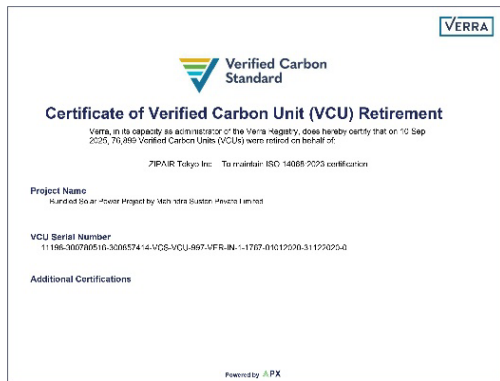 VERRA
Verified Carbon
Standard
Certificate of Verified Carbon Unit (VCU) Retirement
Verra, in its capacity as administrator of the Verra Registry, does hereby certify that on 10 Sep
2025, 76,899 Verified Carbon Units (VCUs) were retired on behalf of:
ZIPAIR Tokyo Inc To maintain ISO 14068:2023 certification
Project Name
Bundled Solar Power Project by Mahindra Susten Private Limited
VCU Serial Number
11196-300780516-300857414-VCS-VCU-997-VER-IN-1-1767-01012020-31122020-0
Additional Certifications
Powered by APX